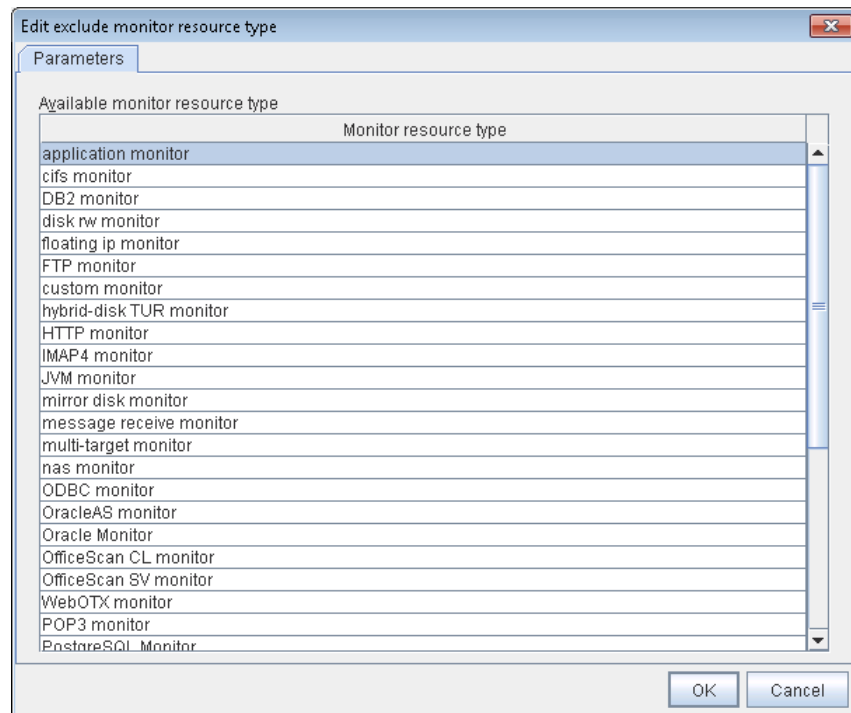 Edit exclude monitor resource type
Parameters
Available monitor resource type
Monitor resource type
application monitor
cifs monitor
DB2 monitor
disk rw monitor
floating ip monitor
FTP monitor
custom monitor
hybrid-disk TUR monitor
HTTP monitor
IMAP4 monitor
JVM monitor
mirror disk monitor
message receive monitor
multi-target monitor
nas monitor
ODBC monitor
OracleAS monitor
Oracle Monitor
OfficeScan CL monitor
OfficeScan SV monitor
WebOTX monitor
POP3 monitor
PostgreSQL Monitor
OK Cancel